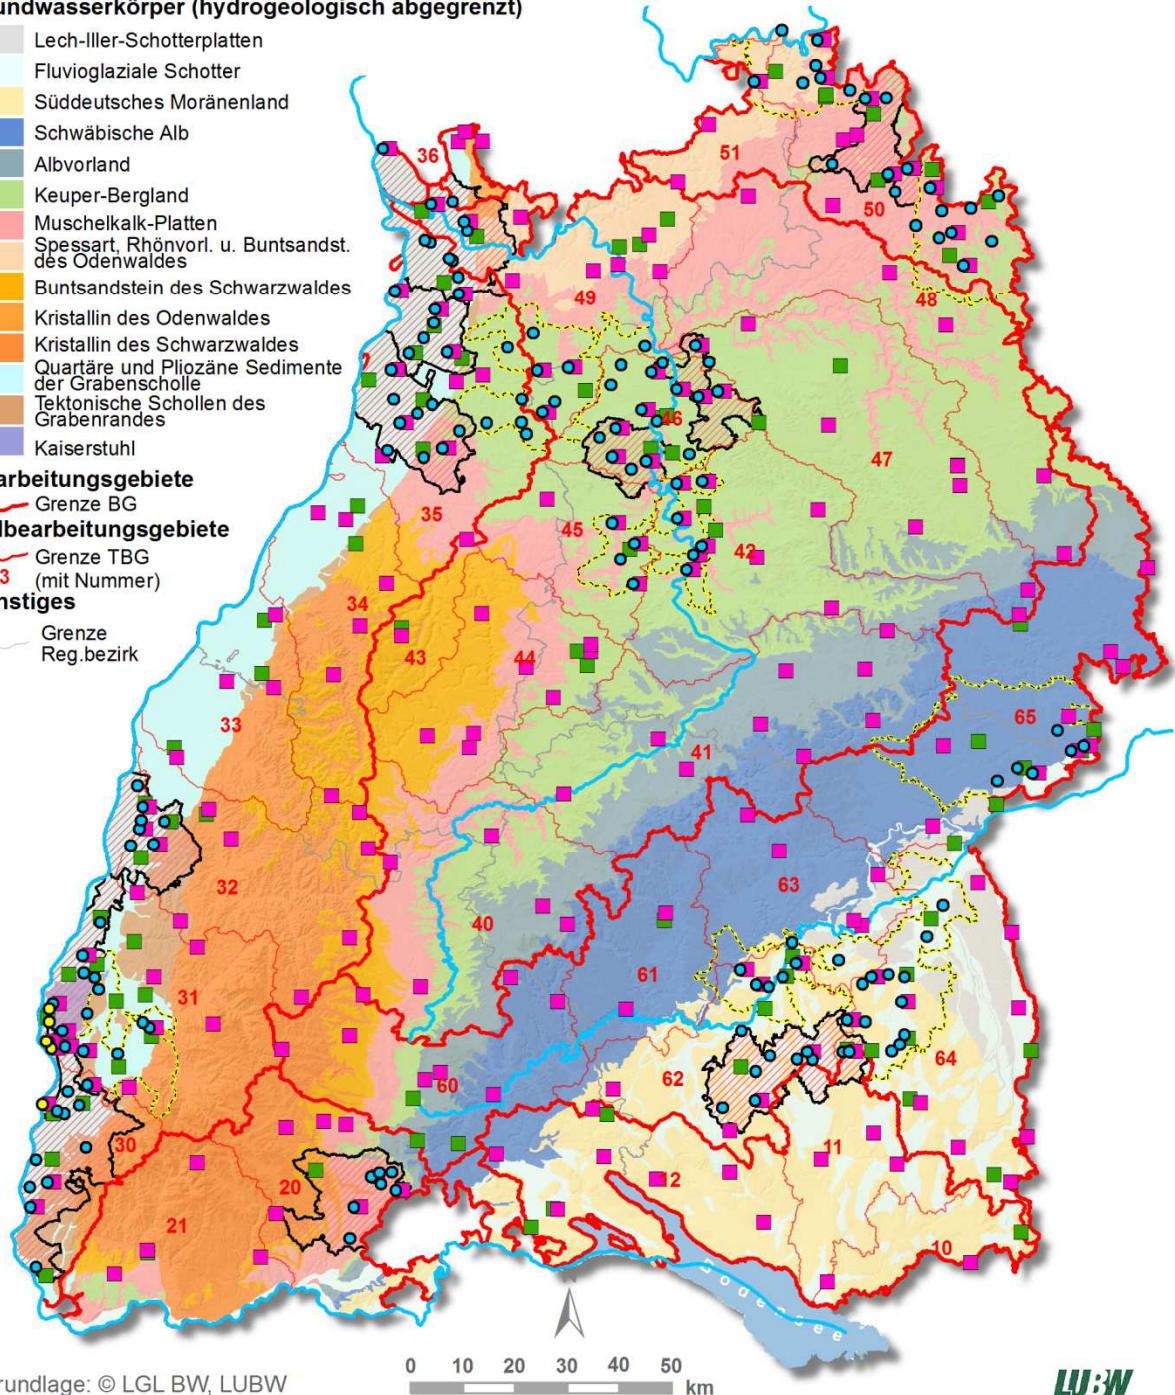 undwasserkörper (hydrogeologisch abgegrenzt)
Lech-Iller-Schotterplatten
Fluvioglaziale Schotter
Süddeutsches Moränenland
Schwäbische Alb
Albvorland
Keuper-Bergland
Muschelkalk-Platten
Spessart, Rhönvorl. u. Buntsandst.
des Odenwaldes
Buntsandstein des Schwarzwaldes
Kristallin des Odenwaldes
Kristallin des Schwarzwaldes
Quartäre und Pliozäne Sedimente
der Grabenscholle
Tektonische Schollen des
Grabenrandes
Kaiserstuhl
arbeitungsgebiete
Grenze BG
lbearbeitungsgebiete
Grenze TBG
3 (mit Nummer)
nstiges
Grenze
Reg.bezirk
36
51
50
49
48
46
47
35
45
42
34
43
44
33
65
41
32
63
40
61
31
64
60
62
30
11
20
12
21
10
Bodensee
0 10 20 30 40 50
km
rundlage: © LGL BW, LUBW
LUBW